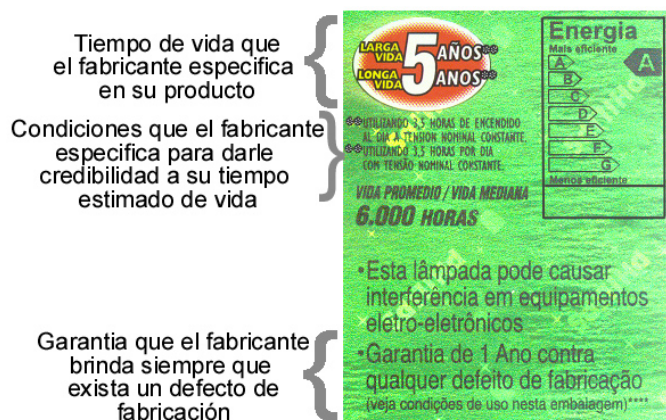 Tiempo de vida que
el fabricante especifica
en su producto
Condiciones que el fabricante
especifica para darle
credibilidad a su tiempo
estimado de vida
Garantia que el fabricante
brinda siempre que
exista un defecto de
fabricación
LARGA VIDA 5 AÑOS**
LONGA VIDA ANOS**
**UTILIZANDO 3,5 HORAS DE ENCENDIDO
AL DIA A TENSION NOMINAL CONSTANTE.
**UTILIZANDO 3,5 HORAS POR DIA
COM TENSÃO NOMINAL CONSTANTE.
VIDA PROMEDIO / VIDA MEDIANA
6.000 HORAS
Energia
Mais eficiente
A
A
B
C
D
E
F
G
Menos eficiente
•Esta lâmpada pode causar
interferência em equipamentos
eletro-eletrônicos
•Garantia de 1 Ano contra
qualquer defeito de fabricação
(veja condições de uso nesta embalagem)****